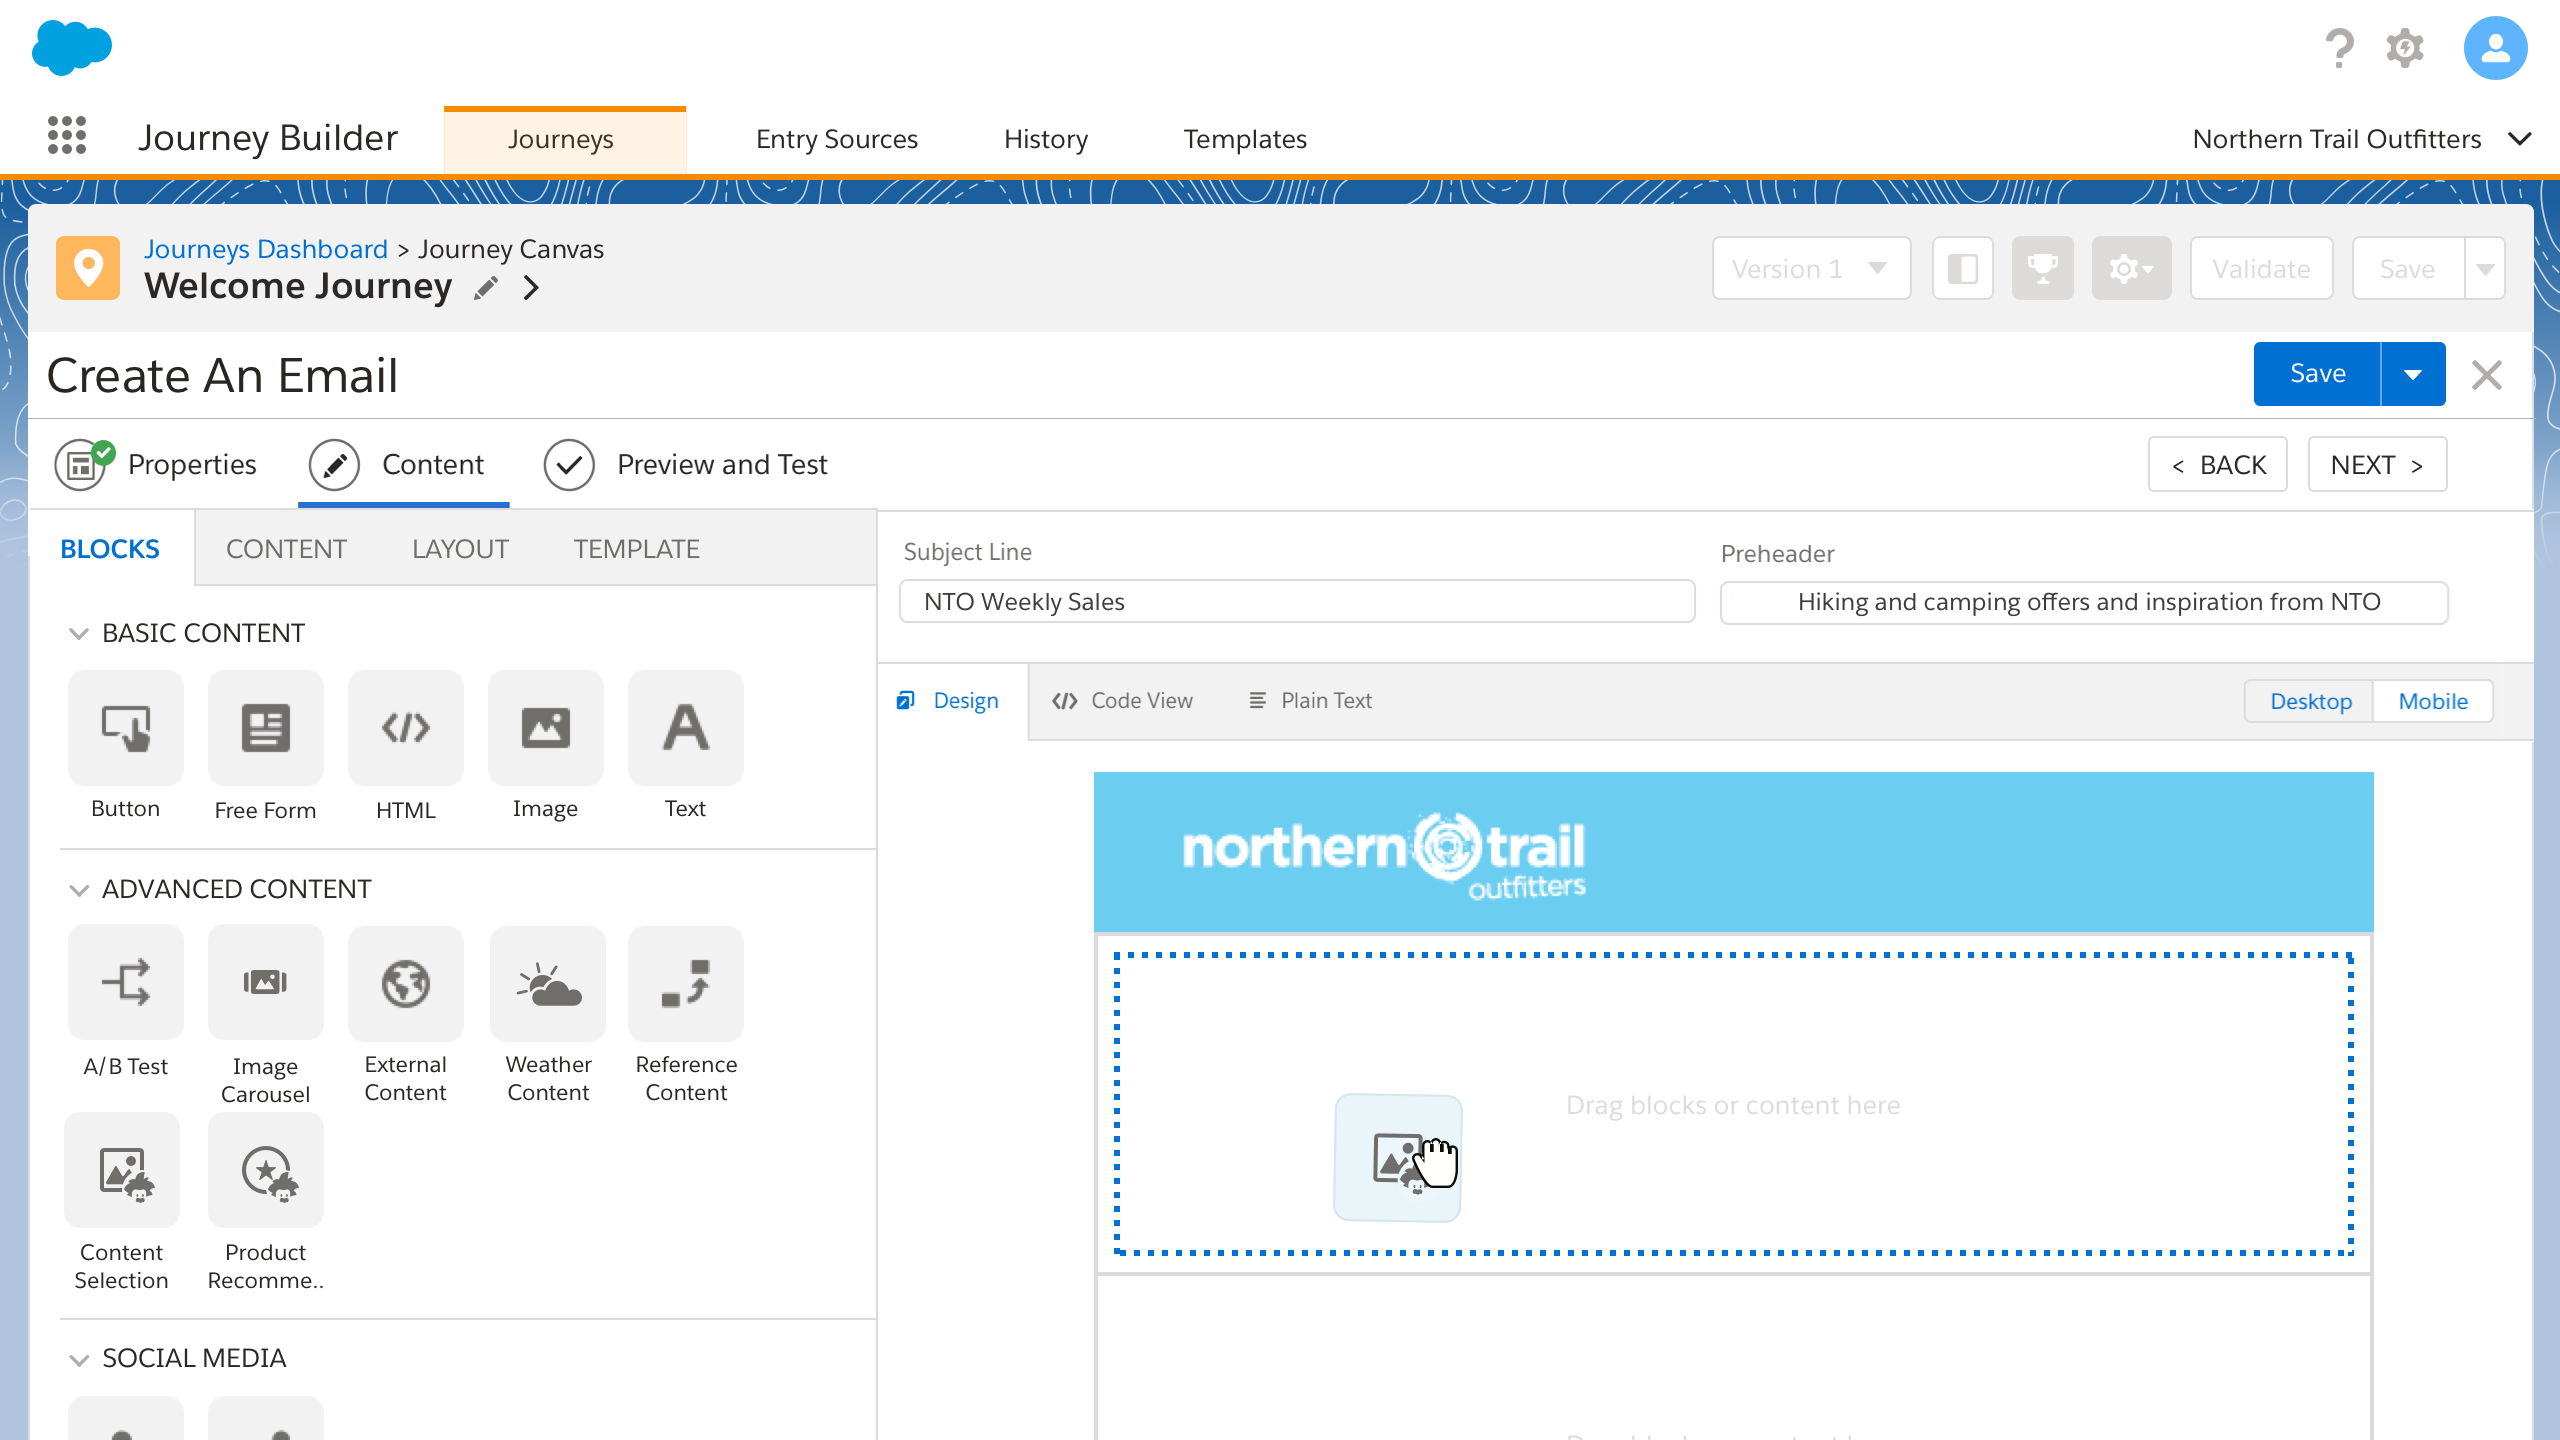 Journey Builder
Journeys
Entry Sources
History
Templates
Northern Trail Outfitters
Journeys Dashboard > Journey Canvas
Welcome Journey
Version 1
Validate
Save
Create An Email
Save
Properties
Content
Preview and Test
< BACK
NEXT >
BLOCKS
CONTENT
LAYOUT
TEMPLATE
Subject Line
NTO Weekly Sales
Preheader
Hiking and camping offers and inspiration from NTO
Design
Code View
Plain Text
Desktop
Mobile
BASIC CONTENT
Button
Free Form
HTML
Image
Text
ADVANCED CONTENT
A/B Test
Image
Carousel
External
Content
Weather
Content
Reference
Content
Content
Selection
Product
Recomme..
SOCIAL MEDIA
northern trail
outfitters
Drag blocks or content here